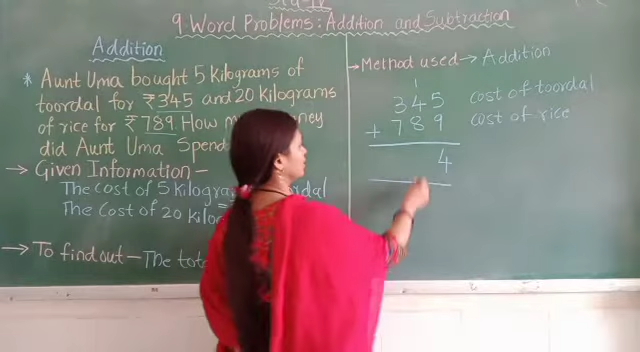 Std-IV
9. Word Problems: Addition and Subtraction
Addition
* Aunt Uma bought 5 kilograms of
toordal for ₹345 and 20 kilograms
of rice for ₹789. How
did Aunt Uma Spend
→ Given Information -
The cost of 5 kilogra
The Cost of 20 kilo
→ To find out - The tot
→ Method used → Addition
1
345 cost of toordal
+ 789 cost of rice
4